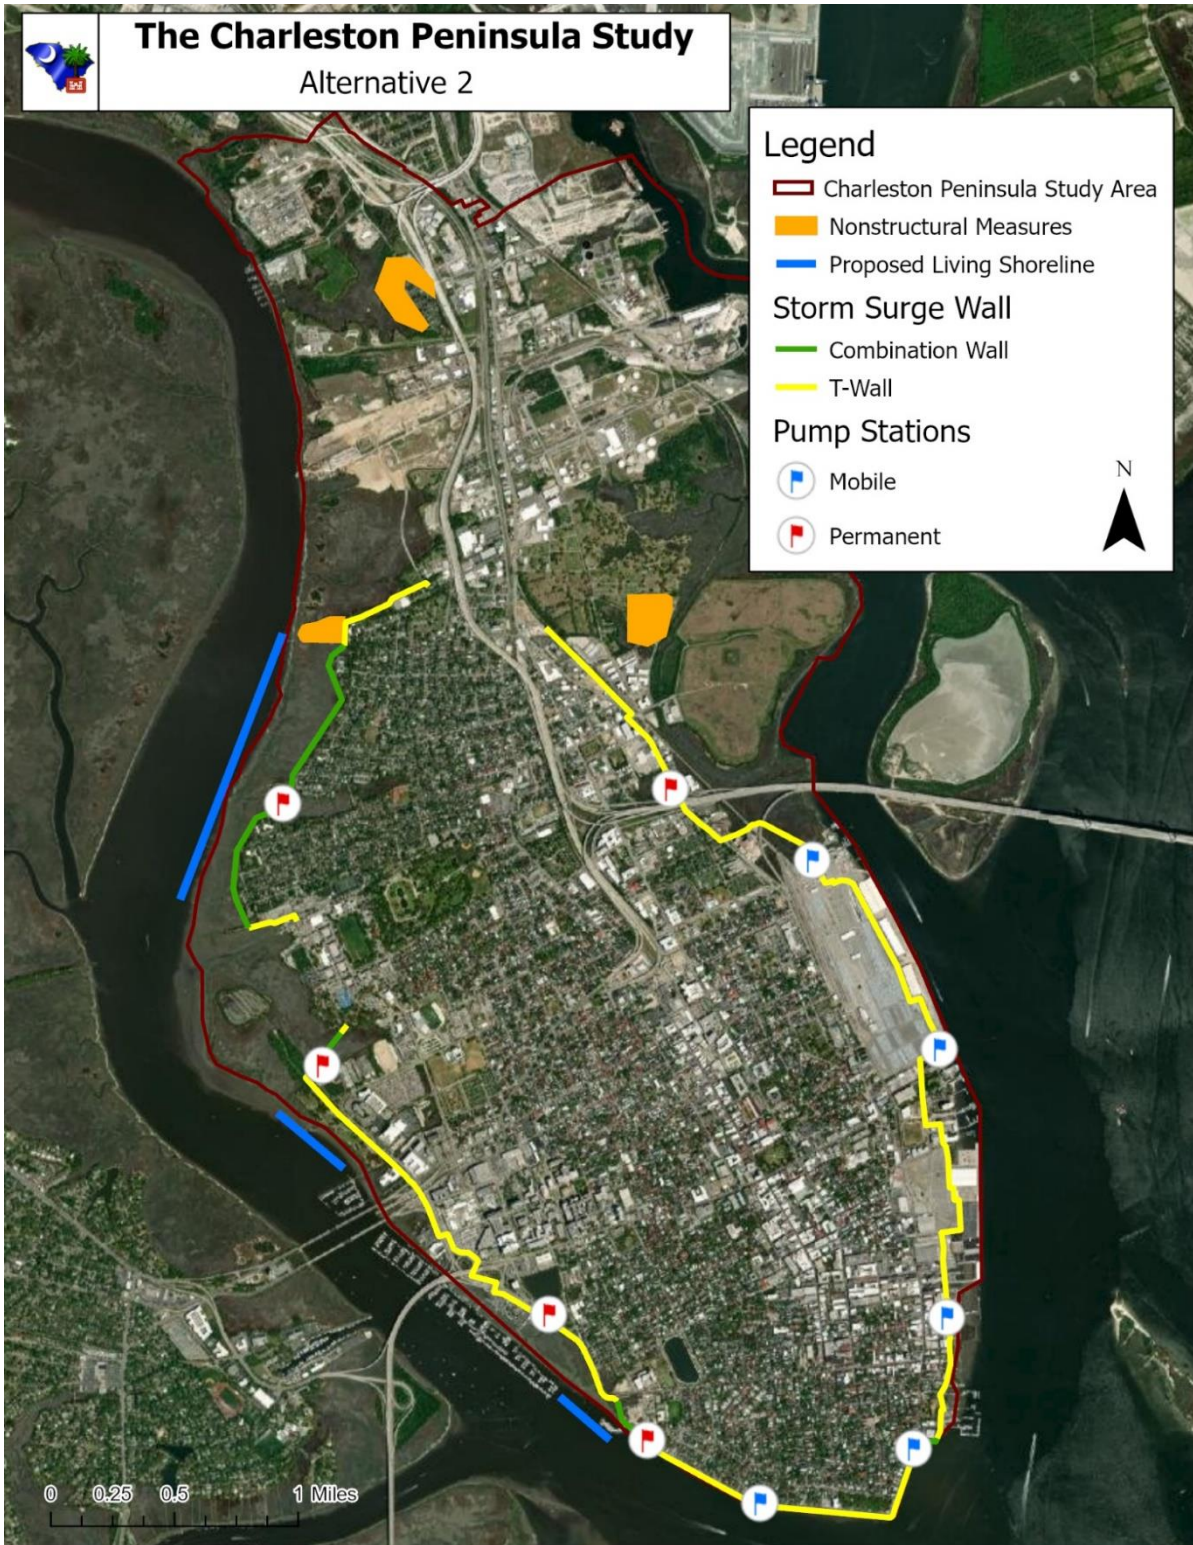 The Charleston Peninsula Study
Alternative 2
Legend
Charleston Peninsula Study Area
Nonstructural Measures
Proposed Living Shoreline
Storm Surge Wall
Combination Wall
T-Wall
Pump Stations
Mobile
N
Permanent
0 0.25 0.5 1 Miles